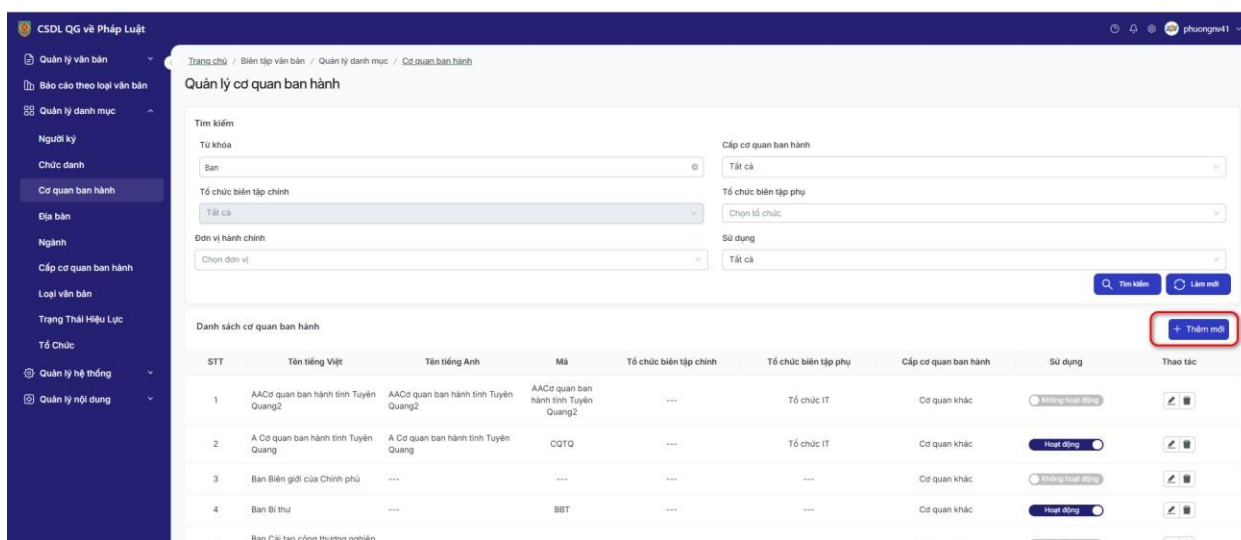 CSDL QG về Pháp Luật
phuongnv41
Quản lý văn bản
Báo cáo theo loại văn bản
Quản lý danh mục
Người ký
Chức danh
Cơ quan ban hành
Địa bàn
Ngành
Cấp cơ quan ban hành
Loại văn bản
Trạng Thái Hiệu Lực
Tổ Chức
Quản lý hệ thống
Quản lý nội dung
Trang chủ / Biên tập văn bản / Quản lý danh mục / Cơ quan ban hành
Quản lý cơ quan ban hành
Tìm kiếm
Từ khóa
Cấp cơ quan ban hành
Ban
Tất cả
Tổ chức biên tập chính
Tổ chức biên tập phụ
Tất cả
Chọn tổ chức
Đơn vị hành chính
Sử dụng
Chọn đơn vị
Tất cả
Tìm kiếm
Làm mới
Danh sách cơ quan ban hành
+ Thêm mới
STT Tên tiếng Việt Tên tiếng Anh Mã Tổ chức biên tập chính Tổ chức biên tập phụ Cấp cơ quan ban hành Sử dụng Thao tác
1 AACơ quan ban hành tỉnh Tuyên Quang2 AACơ quan ban hành tỉnh Tuyên Quang2 AACơ quan ban hành tỉnh Tuyên Quang2 --- Tổ chức IT Cơ quan khác Không hoạt động
2 A Cơ quan ban hành tỉnh Tuyên Quang A Cơ quan ban hành tỉnh Tuyên Quang CQTQ --- Tổ chức IT Cơ quan khác Hoạt động
3 Ban Biên giới của Chính phủ --- --- --- --- Cơ quan khác Không hoạt động
4 Ban Bí thư --- BBT --- --- Cơ quan khác Hoạt động
Ban Cải tạo công thương nghiệp